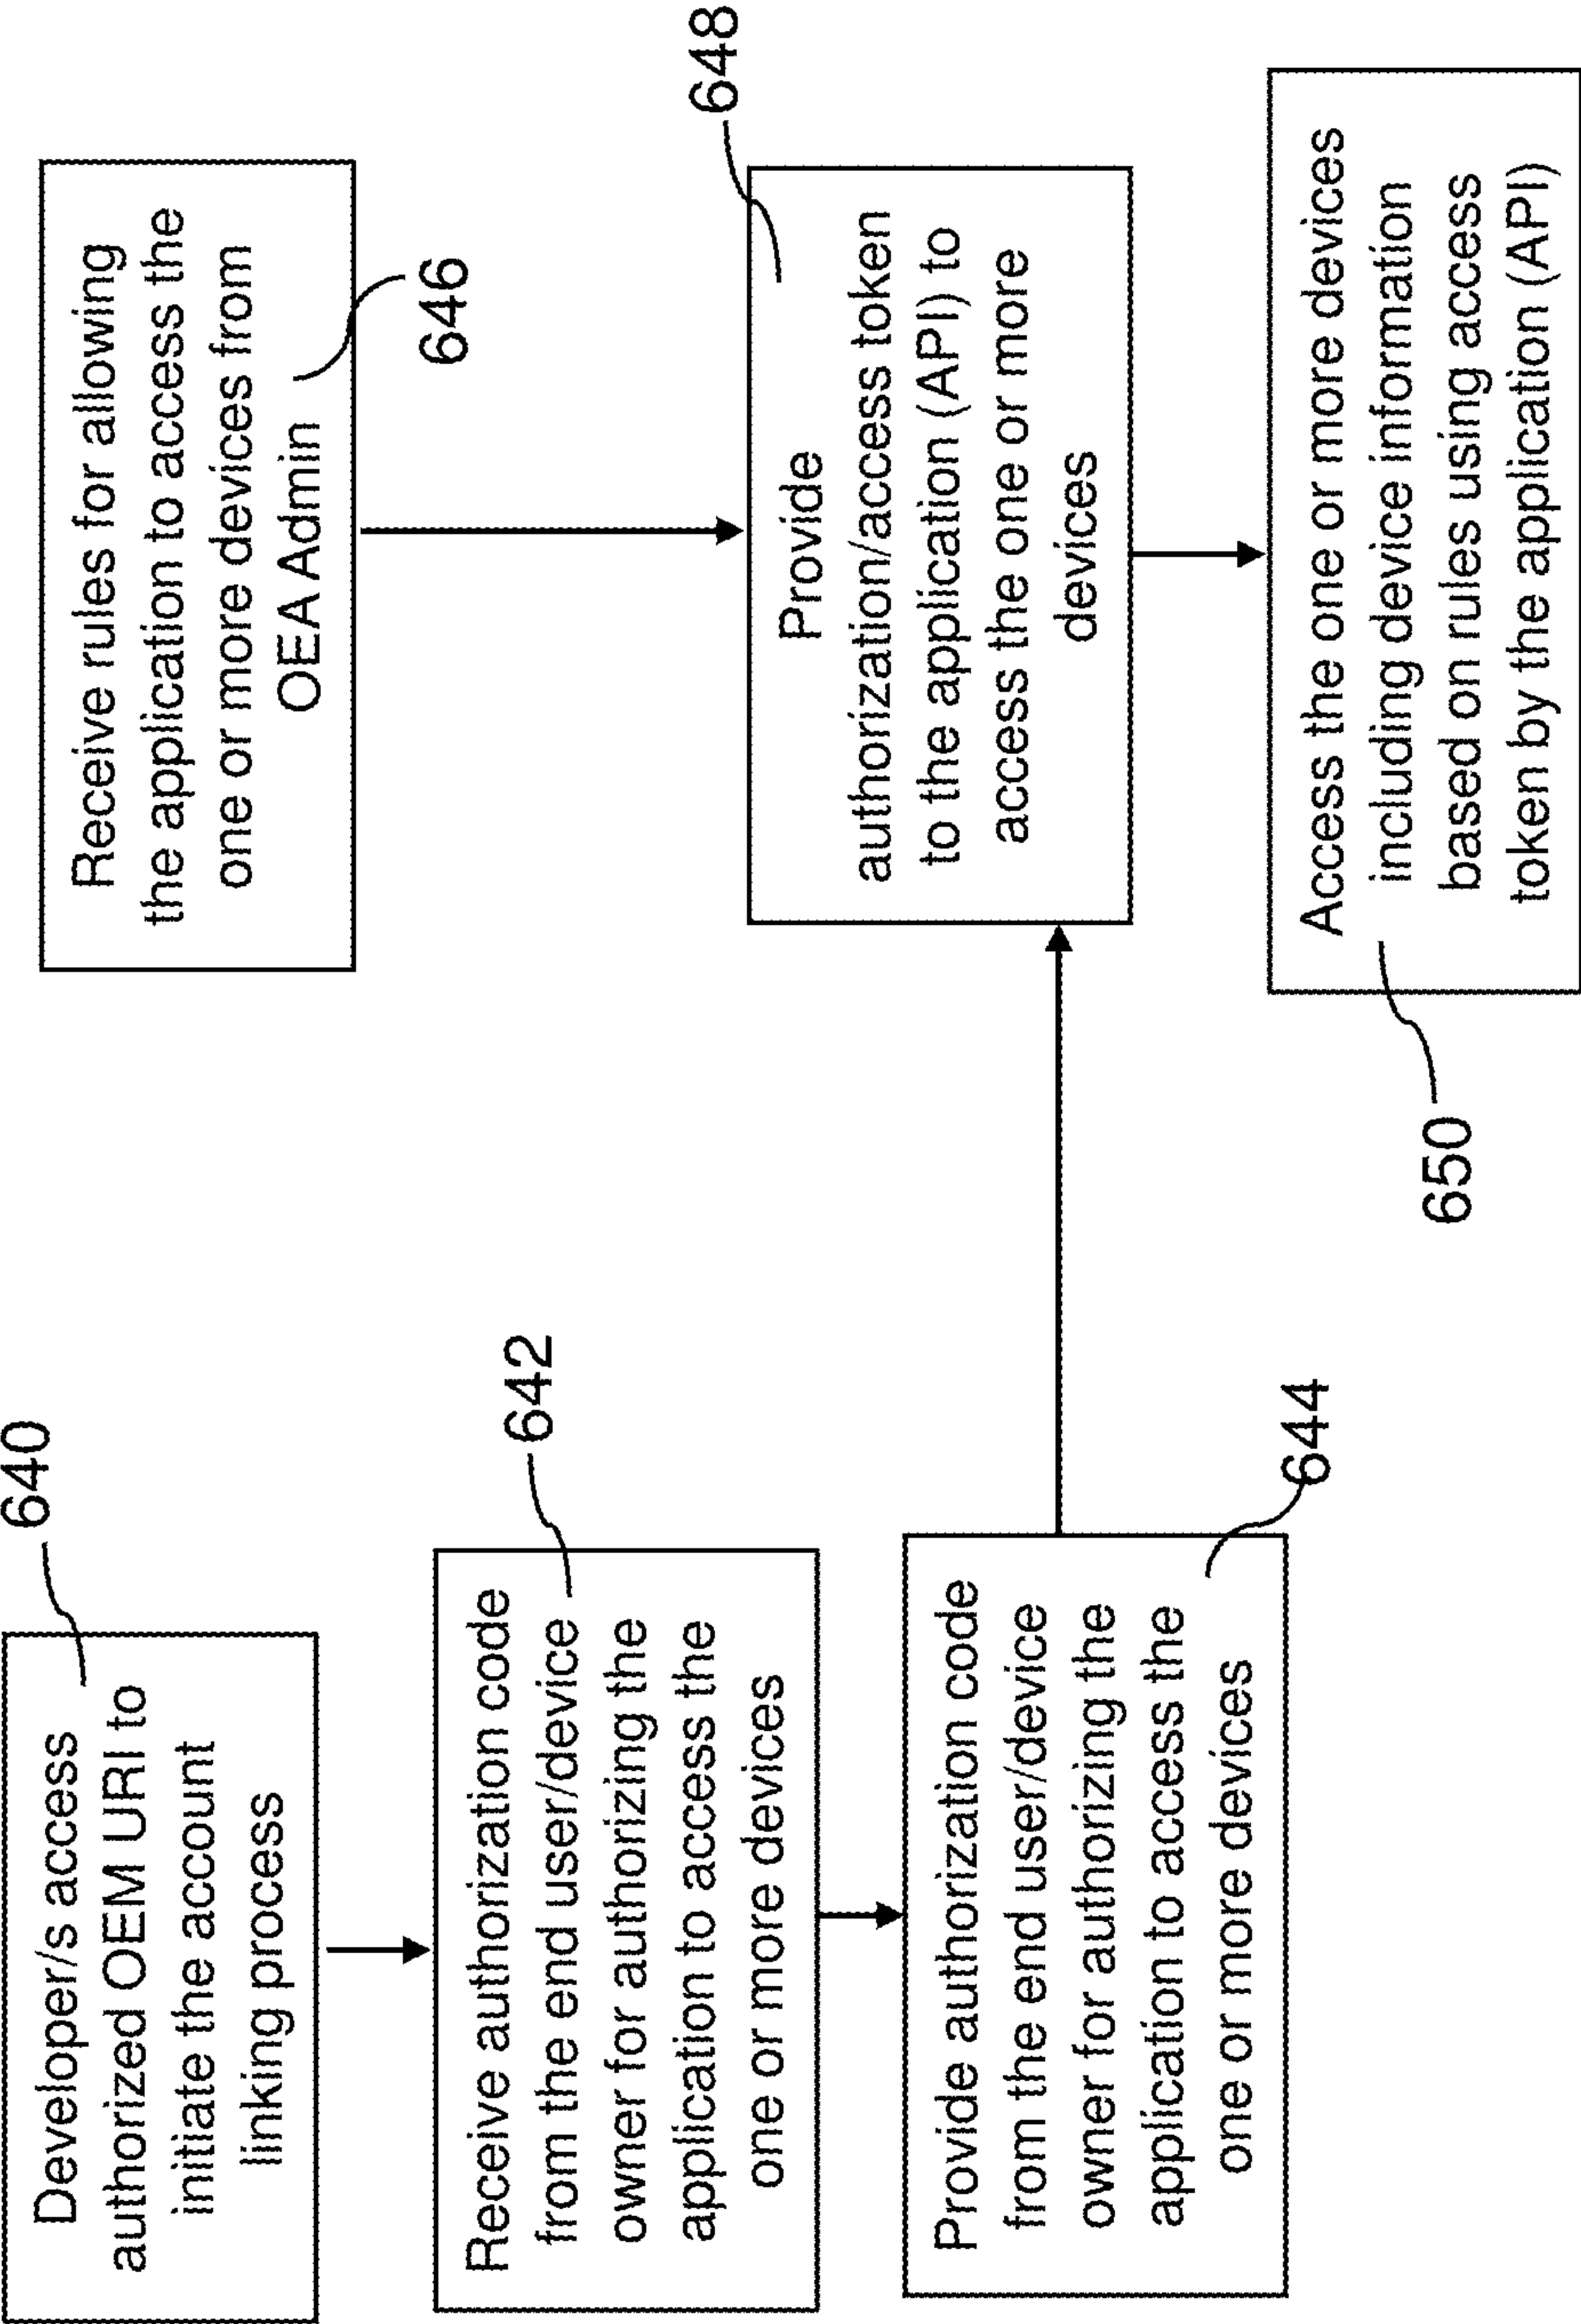 640
Developer/s access
authorized OEM URI to
initiate the account
linking process
642
Receive authorization code
from the end user/device
owner for authorizing the
application to access the
one or more devices
Provide authorization code
from the end user/device
owner for authorizing the
application to access the
one or more devices
644
Receive rules for allowing
the application to access the
one or more devices from
OEA Admin
646
648
Provide
authorization/access token
to the application (API) to
access the one or more
devices
Access the one or more devices
including device information
based on rules using access
token by the application (API)
650